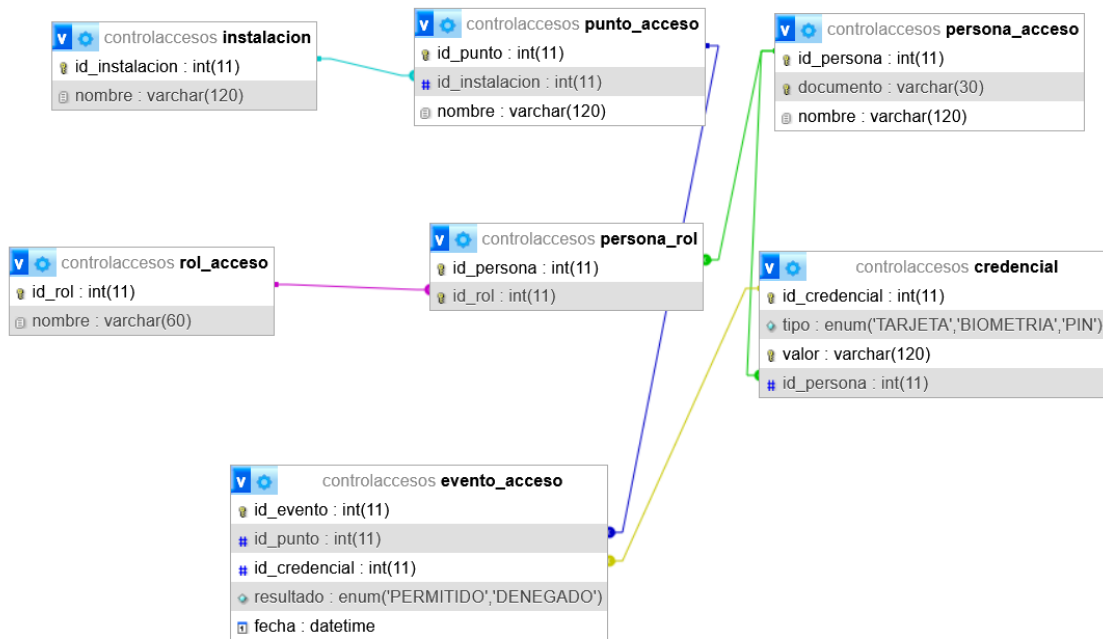 controlaccesos instalacion
id_instalacion : int(11)
nombre : varchar(120)
controlaccesos punto_acceso
id_punto : int(11)
id_instalacion : int(11)
nombre : varchar(120)
controlaccesos persona_acceso
id_persona : int(11)
documento : varchar(30)
nombre : varchar(120)
controlaccesos rol_acceso
id_rol : int(11)
nombre : varchar(60)
controlaccesos persona_rol
id_persona : int(11)
id_rol : int(11)
controlaccesos credencial
id_credencial : int(11)
tipo : enum('TARJETA','BIOMETRIA','PIN')
valor : varchar(120)
id_persona : int(11)
controlaccesos evento_acceso
id_evento : int(11)
id_punto : int(11)
id_credencial : int(11)
resultado : enum('PERMITIDO','DENEGADO')
fecha : datetime